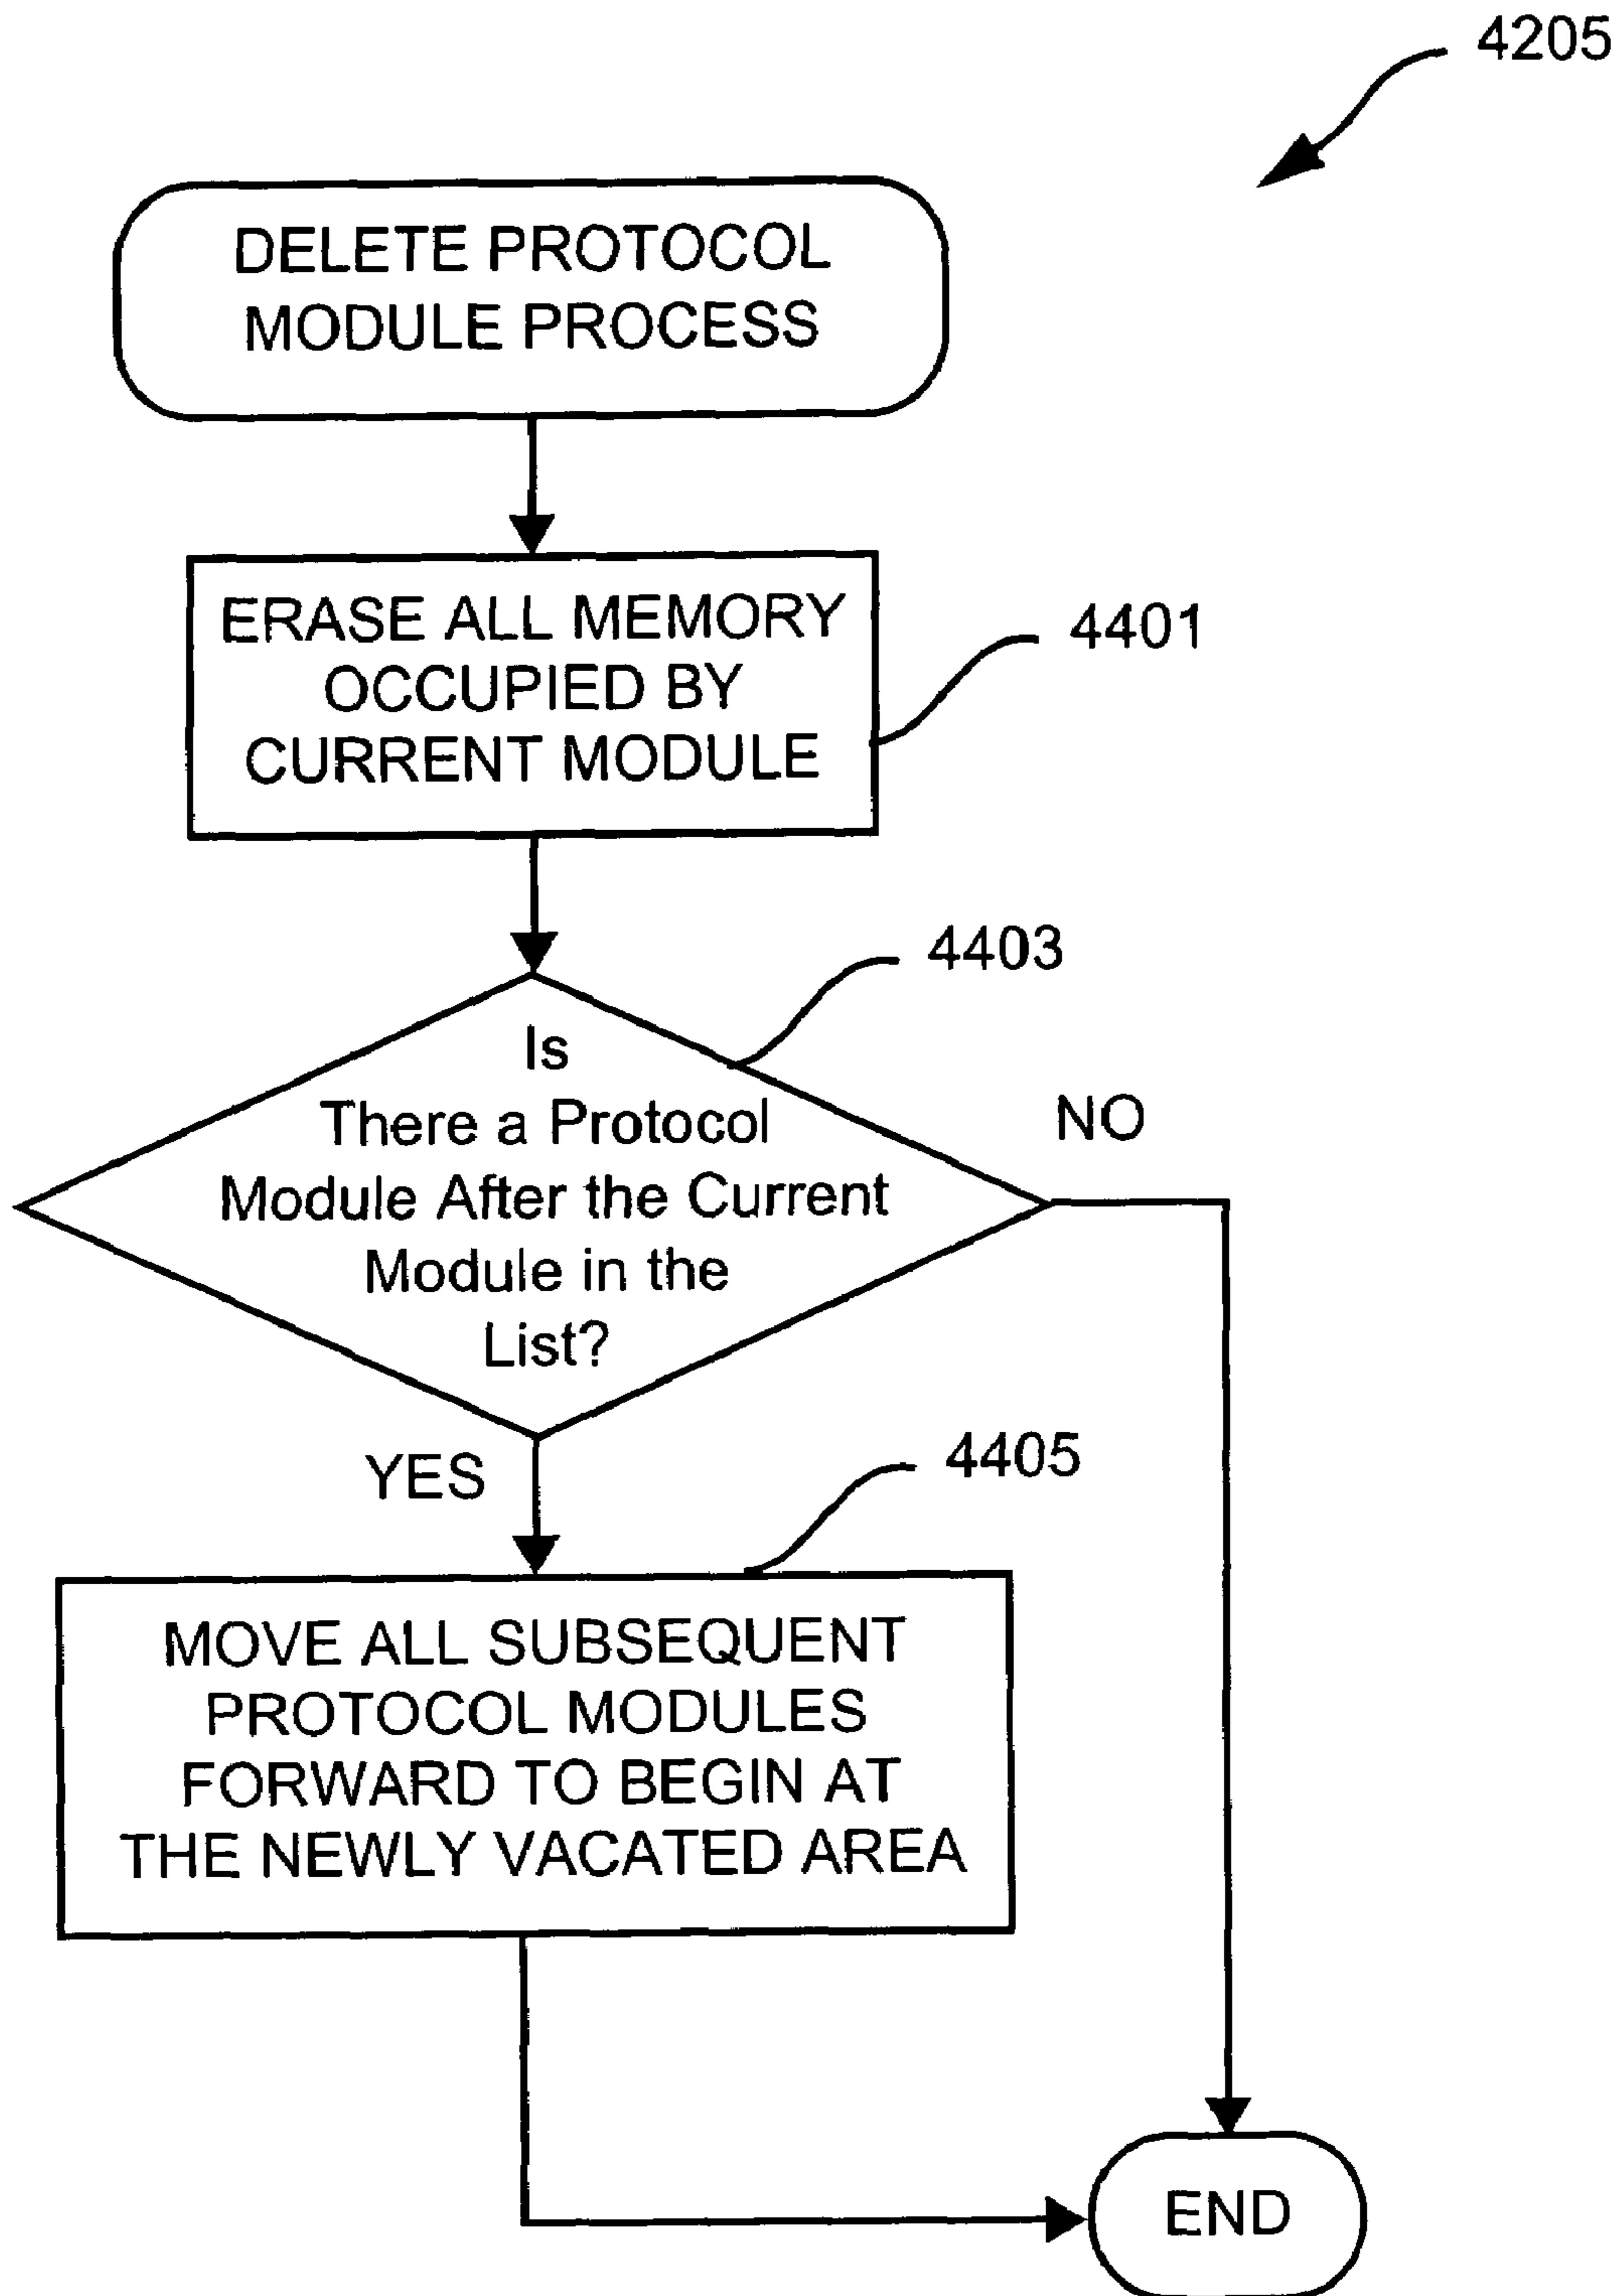 4205
DELETE PROTOCOL
MODULE PROCESS
ERASE ALL MEMORY
OCCUPIED BY
CURRENT MODULE
4401
4403
Is
There a Protocol
Module After the Current
Module in the
List?
NO
YES
4405
MOVE ALL SUBSEQUENT
PROTOCOL MODULES
FORWARD TO BEGIN AT
THE NEWLY VACATED AREA
END